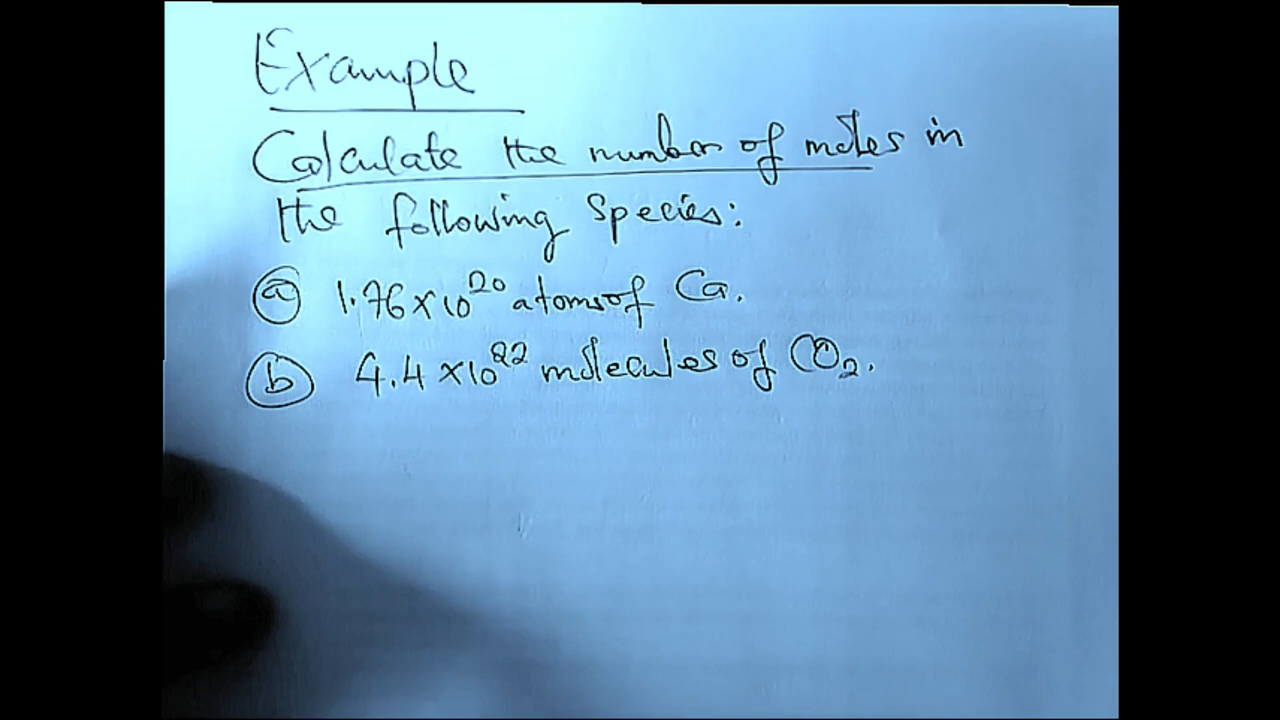 Example
Calculate the number of moles in
the following species:
(a) 1.76×10²⁰ atoms of Ca.
(b) 4.4×10²² molecules of CO₂.